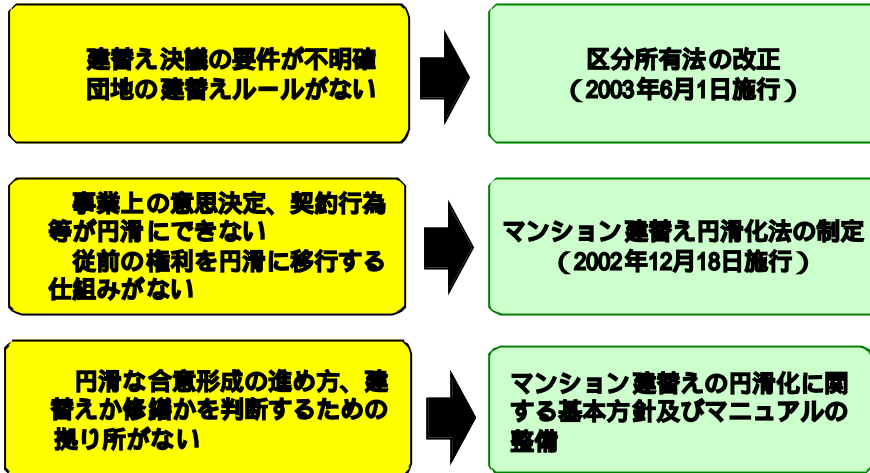 建替え決議の要件が不明確
団地の建替えルールがない
区分所有法の改正
（2003年6月1日施行）
事業上の意思決定、契約行為
等が円滑にできない
従前の権利を円滑に移行する
仕組みがない
マンション建替え円滑化法の制定
（2002年12月18日施行）
円滑な合意形成の進め方、建
替えか修繕かを判断するための
拠り所がない
マンション建替えの円滑化に関
する基本方針及びマニュアルの
整備